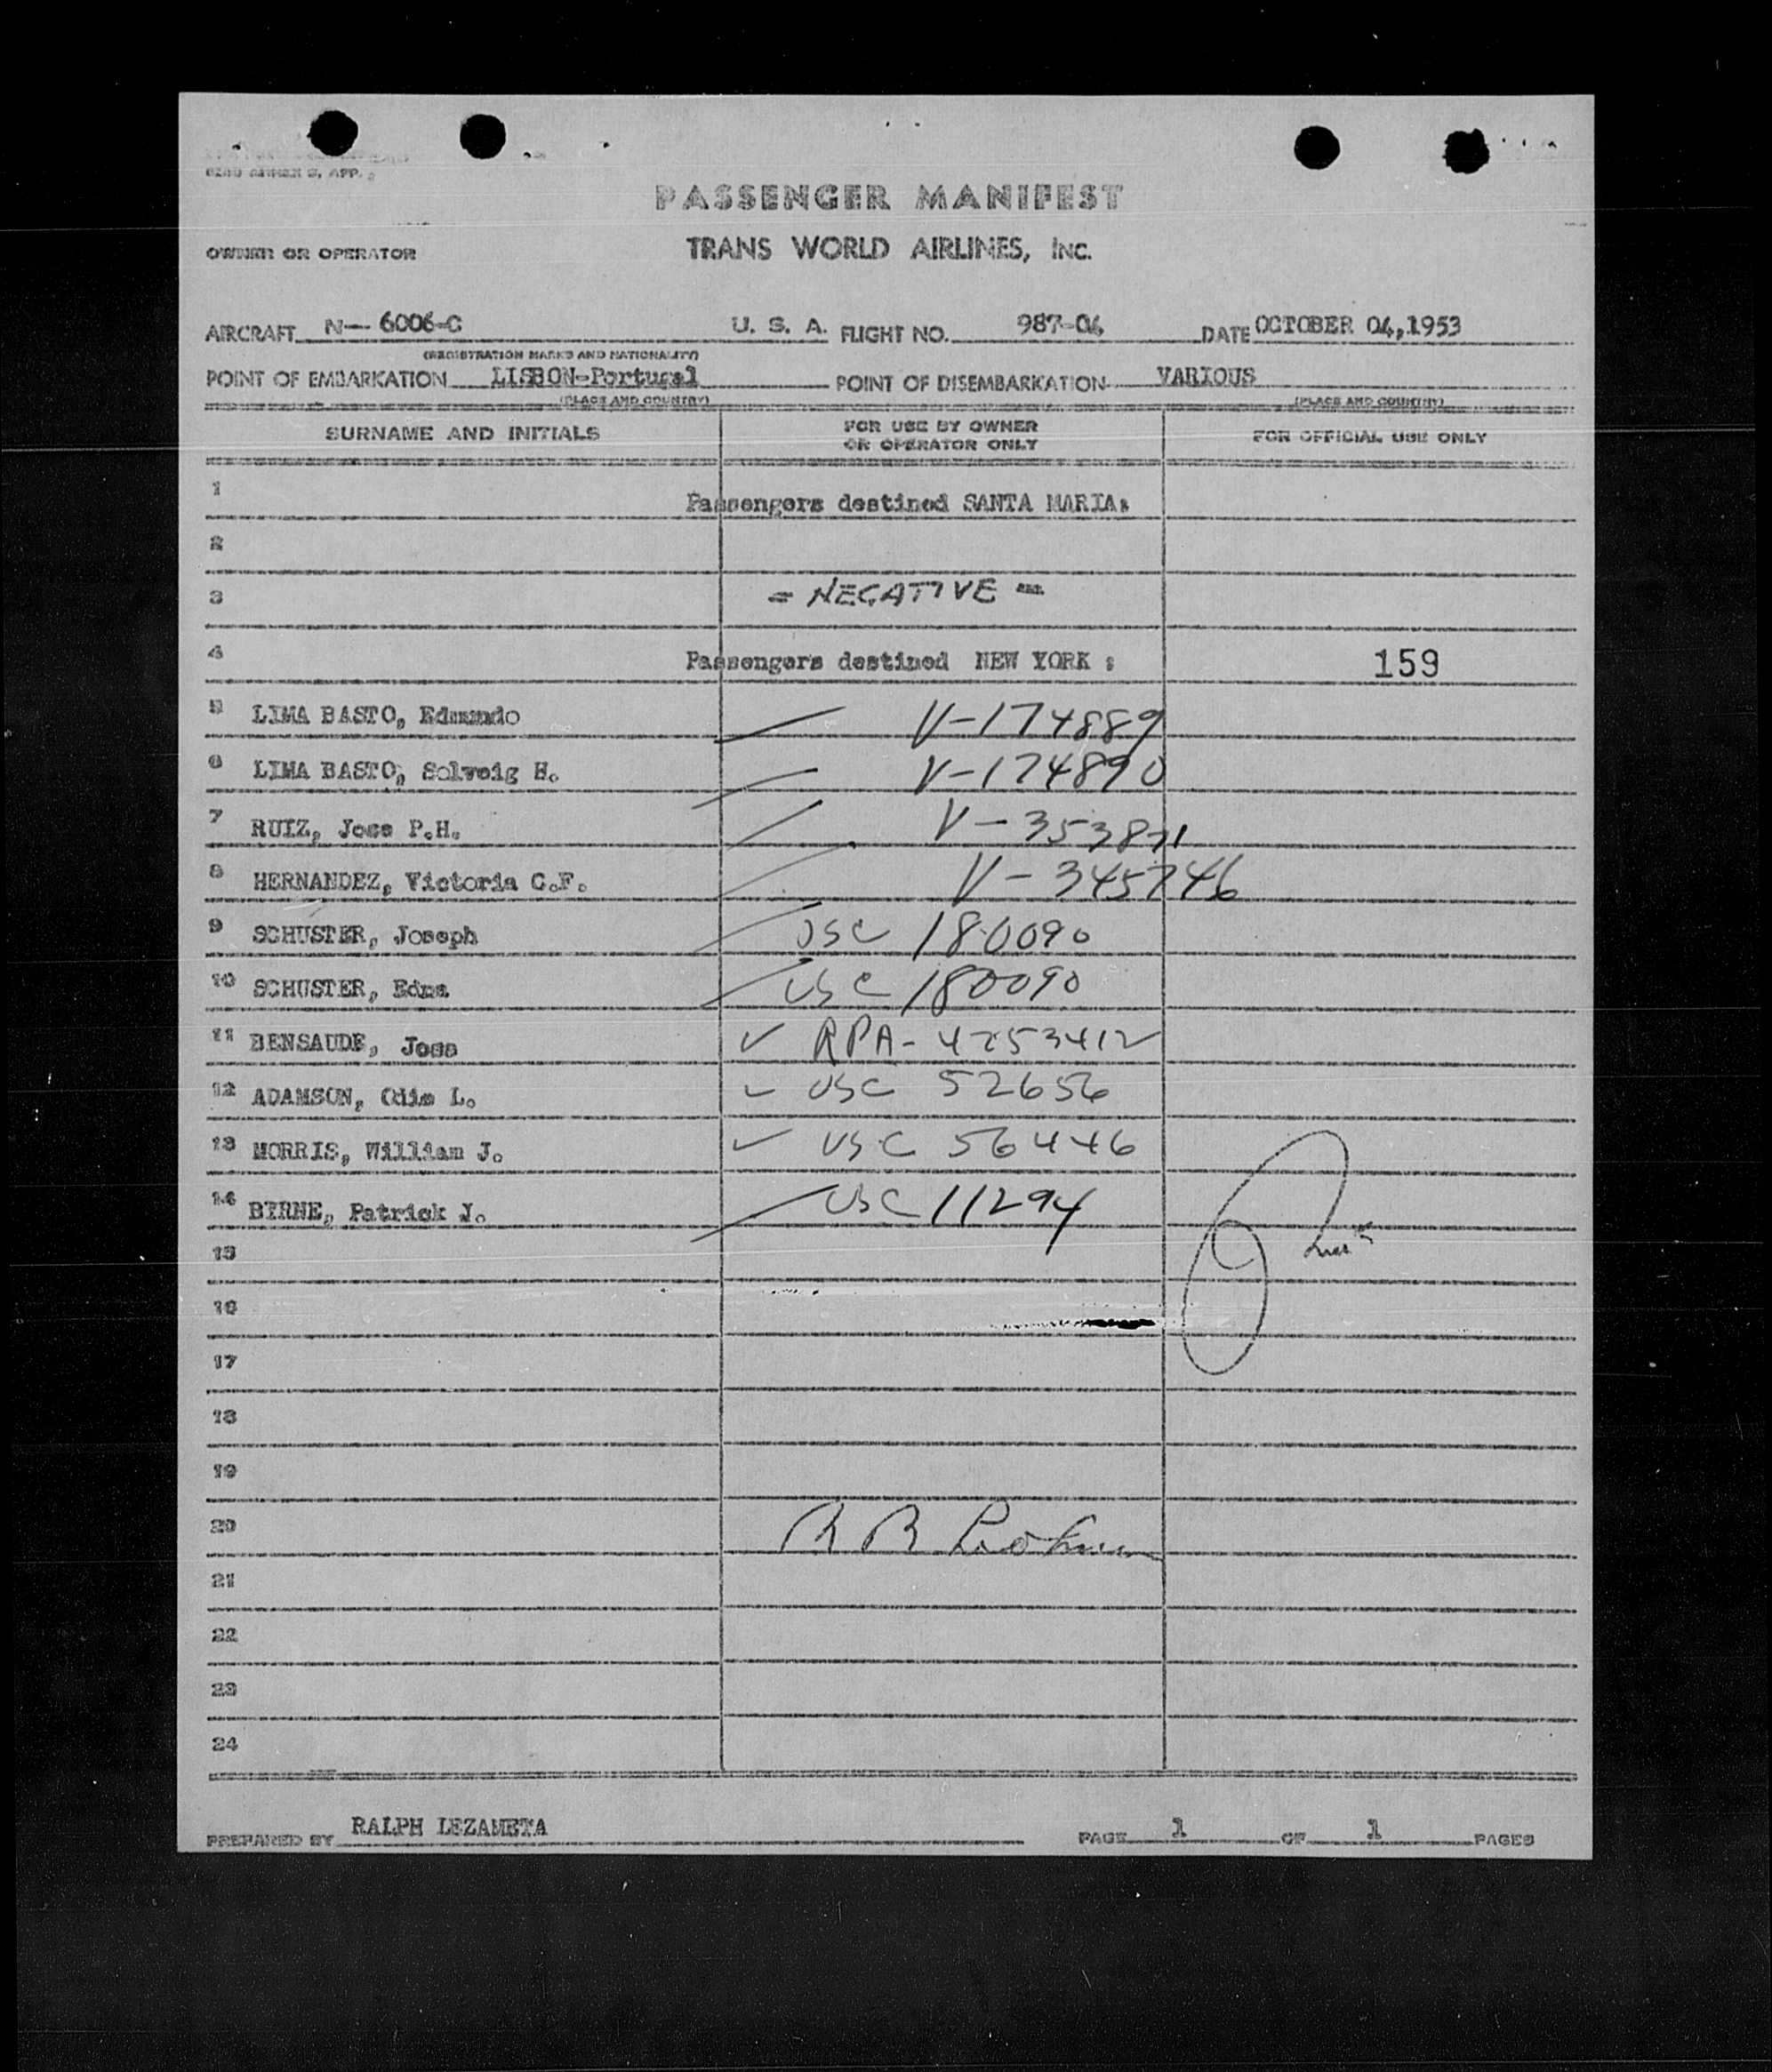 ICAO ANNEX 9, APP.
PASSENGER MANIFEST
OWNER OR OPERATOR TRANS WORLD AIRLINES, INC.
AIRCRAFT N— 6006-C U. S. A. FLIGHT NO. 987-04 DATE OCTOBER 04,1953
(REGISTRATION MARKS AND NATIONALITY)
POINT OF EMBARKATION LISBON-Portugal POINT OF DISEMBARKATION VARIOUS
(PLACE AND COUNTRY) (PLACE AND COUNTRY)
SURNAME AND INITIALS FOR USE BY OWNER OR OPERATOR ONLY FOR OFFICIAL USE ONLY
1 Passengers destined SANTA MARIA:
2
3 = NEGATIVE =
4 Passengers destined NEW YORK : 159
5 LIMA BASTO, Edmundo V-174889
6 LIMA BASTO, Solveig H. V-174890
7 RUIZ, Jose P.H. V-353871
8 HERNANDEZ, Victoria C.F. V-345746
9 SCHUSTER, Joseph USC 180090
10 SCHUSTER, Edna USC 180090
11 BENSAUDE, Jose ✓ RPA-4253412
12 ADAMSON, Odis L. ✓ USC 52656
13 MORRIS, William J. ✓ USC 56446
14 BYRNE, Patrick J. USC 11294
15
16
17
18
19
20
21
22
23
24
PREPARED BY RALPH LEZAMETA PAGE 1 OF 1 PAGES